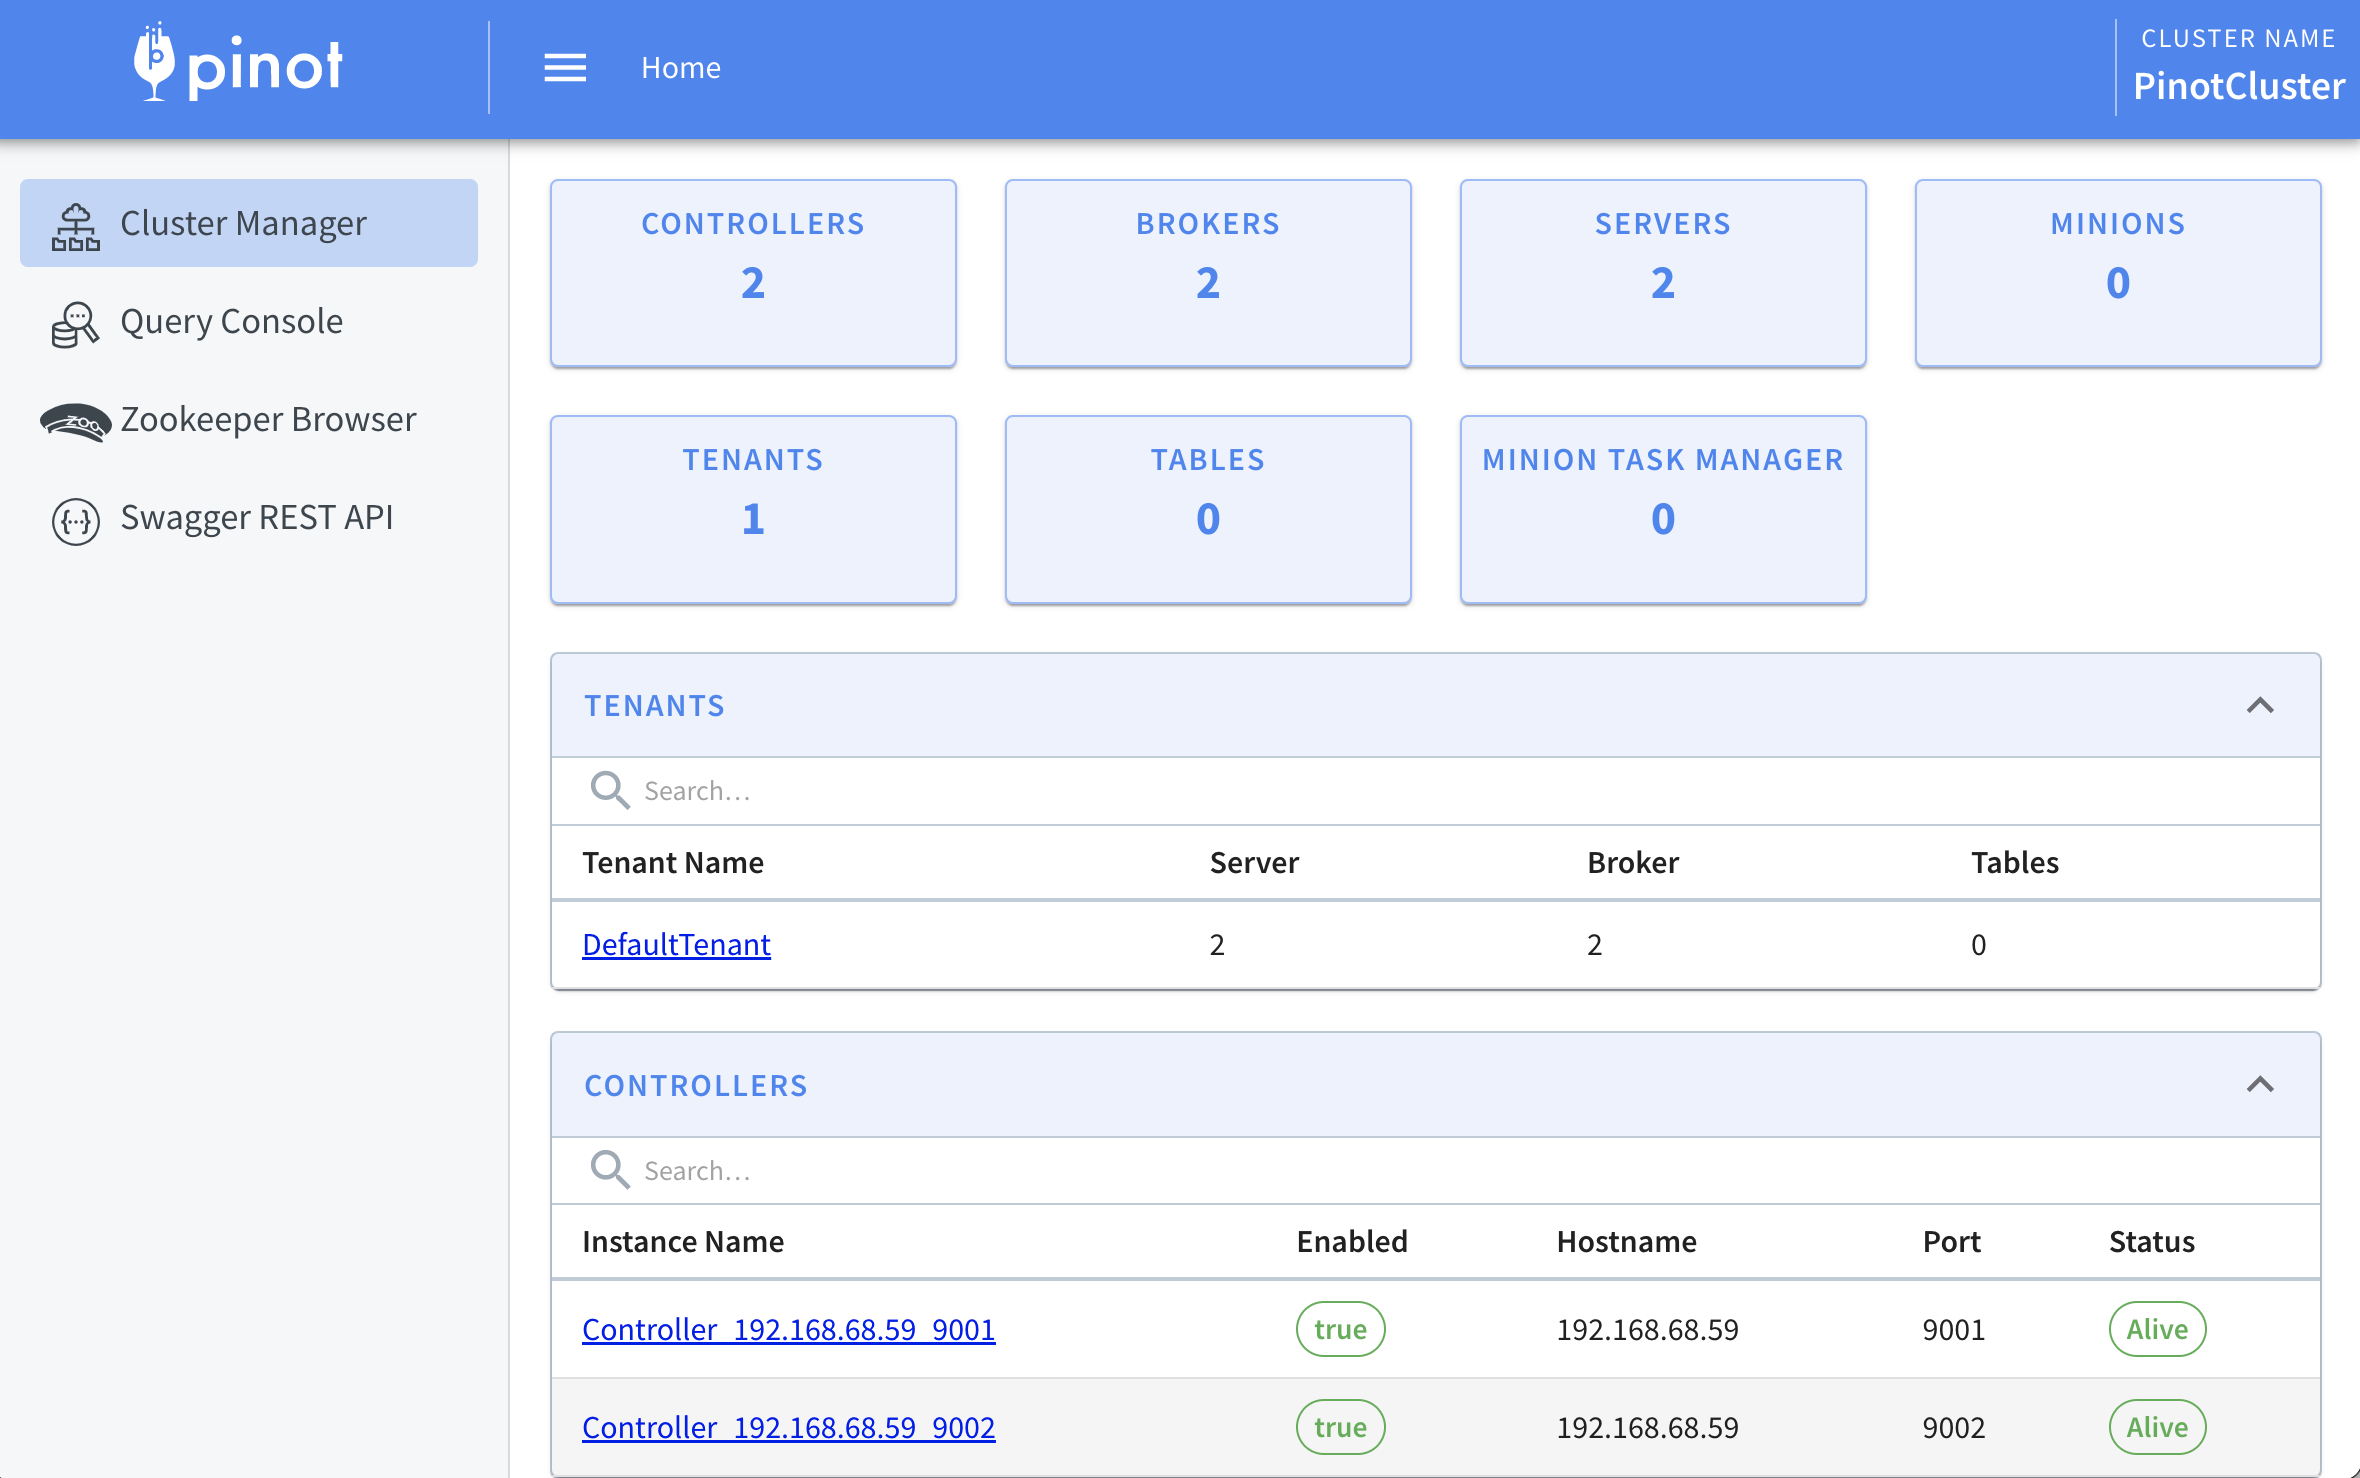 pinot
Home
CLUSTER NAME
PinotCluster
Cluster Manager
Query Console
ZOO
Zookeeper Browser
{...}
Swagger REST API
CONTROLLERS
2
BROKERS
2
SERVERS
2
MINIONS
0
TENANTS
1
TABLES
0
MINION TASK MANAGER
0
TENANTS
Search…
Tenant Name Server Broker Tables
DefaultTenant 2 2 0
CONTROLLERS
Search…
Instance Name Enabled Hostname Port Status
Controller_192.168.68.59_9001 true 192.168.68.59 9001 Alive
Controller_192.168.68.59_9002 true 192.168.68.59 9002 Alive